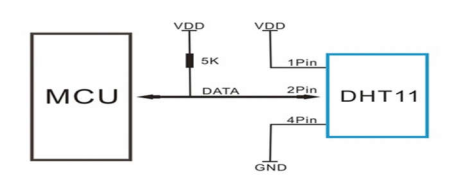 VDD VDD
5K
1Pin
MCU DATA 2Pin DHT11
4Pin
GND